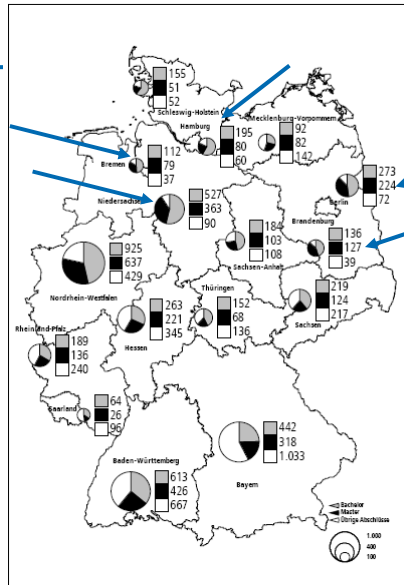 155
51
52
Schleswig-Holstein
Hamburg
195
80
60
Mecklenburg-Vorpommern
92
82
142
112
79
37
Bremen
Niedersachsen
527
363
90
273
224
72
Berlin
Brandenburg
136
127
39
184
103
108
Sachsen-Anhalt
925
637
429
Nordrhein-Westfalen
263
221
345
Hessen
Thüringen
152
68
136
219
124
217
Sachsen
Rheinland-Pfalz
189
136
240
Saarland
64
26
96
Baden-Württemberg
613
426
667
442
318
1.033
Bayern
Bachelor
Master
Übrige Abschlüsse
1.000
400
100